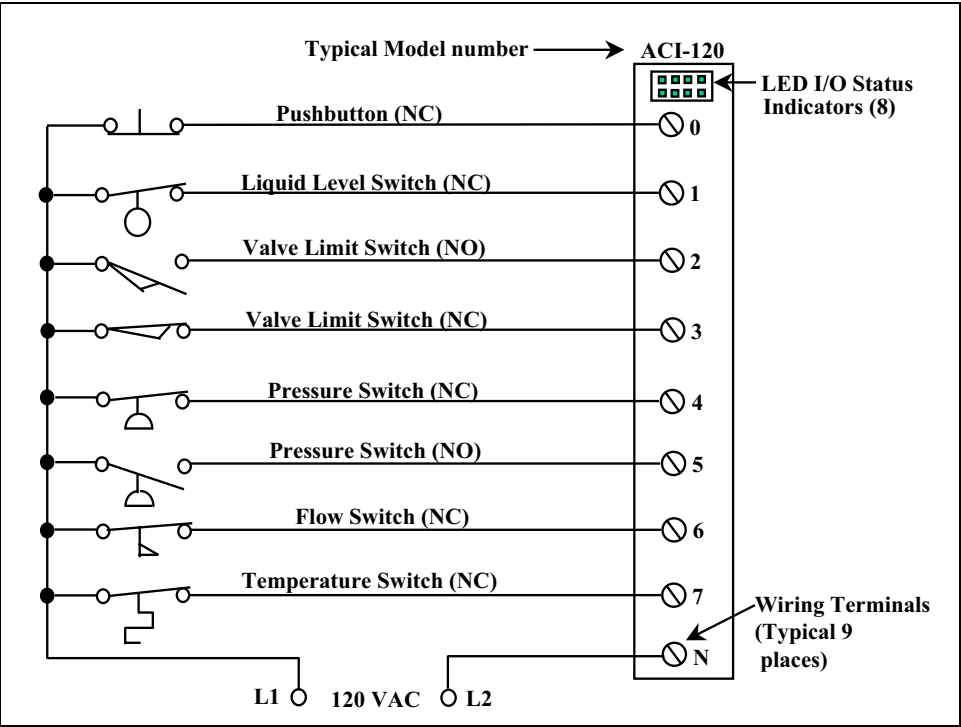 Typical Model number
ACI-120
LED I/O Status
Indicators (8)
Pushbutton (NC)
0
Liquid Level Switch (NC)
1
Valve Limit Switch (NO)
2
Valve Limit Switch (NC)
3
Pressure Switch (NC)
4
Pressure Switch (NO)
5
Flow Switch (NC)
6
Temperature Switch (NC)
7
Wiring Terminals
(Typical 9
places)
N
L1
120 VAC
L2